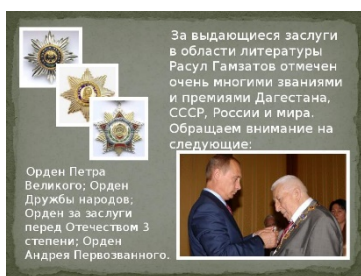 За выдающиеся заслуги
в области литературы
Расул Гамзатов отмечен
очень многими званиями
и премиями Дагестана,
СССР, России и мира.
Обращаем внимание на
следующие:
Орден Петра
Великого; Орден
Дружбы народов;
Орден за заслуги
перед Отечеством 3
степени; Орден
Андрея Первозванного.